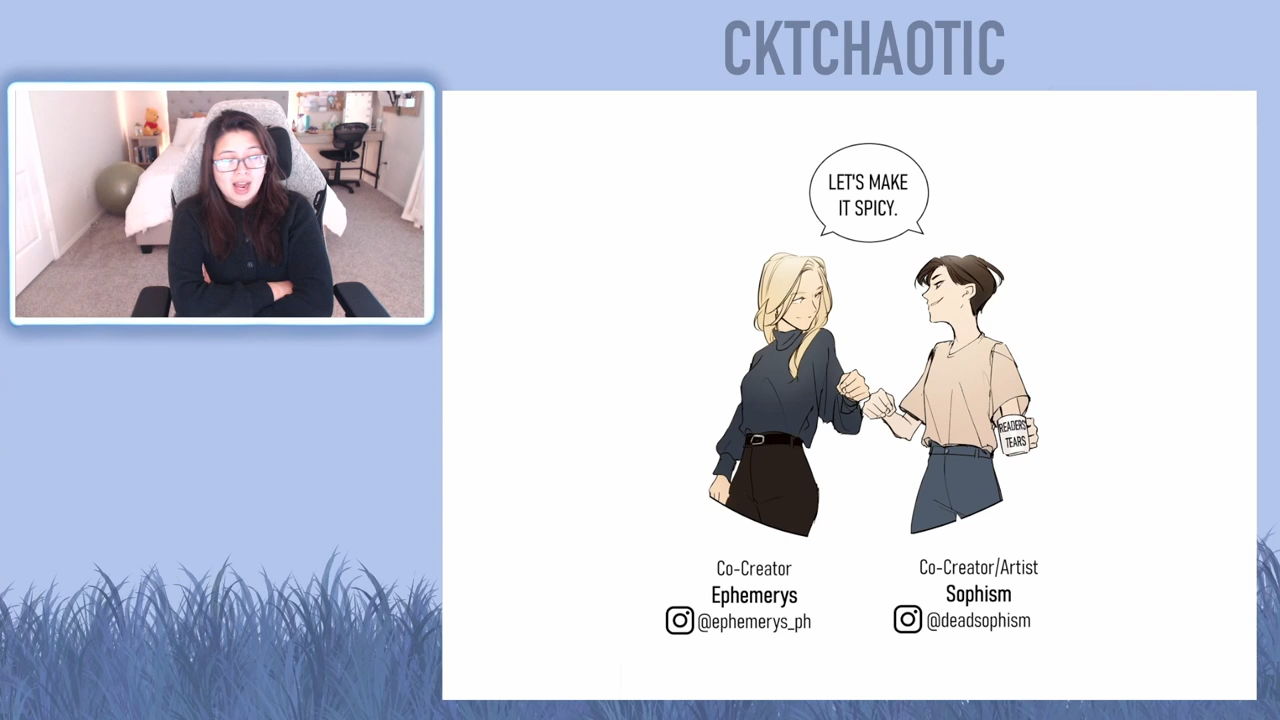 CKTCHAOTIC
LET'S MAKE
IT SPICY.
READERS
TEARS
Co-Creator
Ephemerys
@ephemerys_ph
Co-Creator/Artist
Sophism
@deadsophism